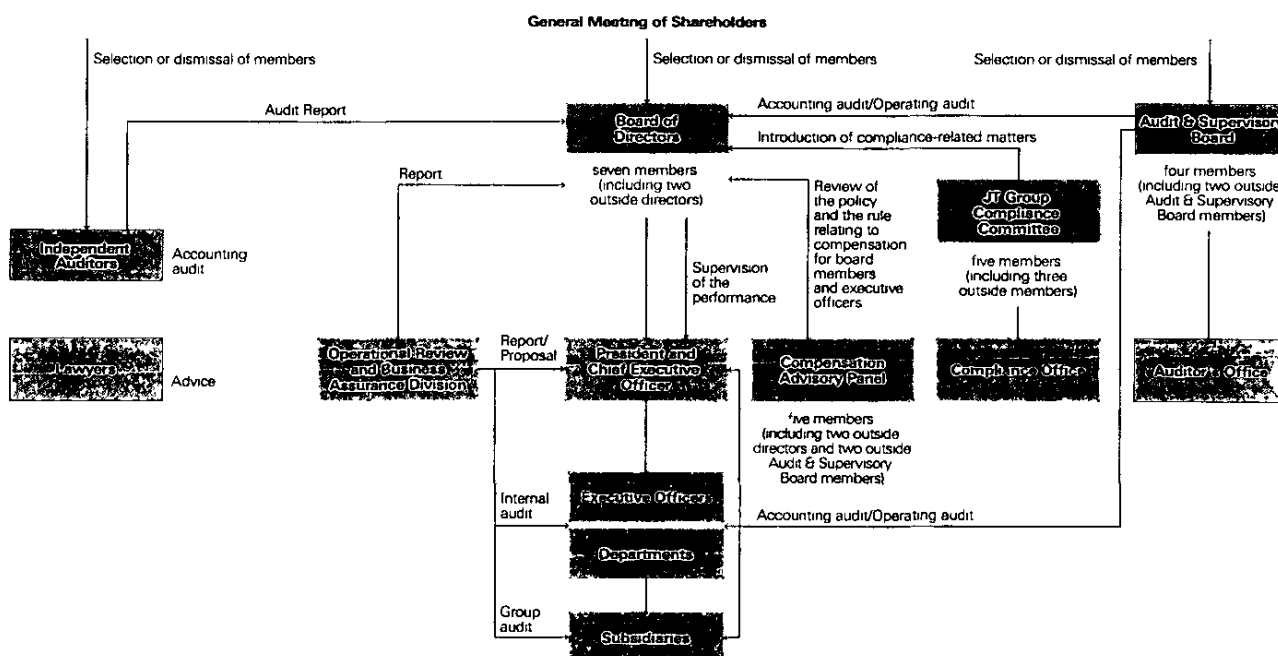 General Meeting of Shareholders
Selection or dismissal of members
Selection or dismissal of members
Selection or dismissal of members
Audit Report
Board of
Directors
Accounting audit/Operating audit
Audit & Supervisory
Board
Introduction of compliance-related matters
Report
seven members
(including two
outside directors)
Review of
the policy
and the rule
relating to
compensation
for board
members
and executive
officers
JT Group
Compliance
Committee
four members
(including two outside
Audit & Supervisory
Board members)
Independent
Auditors
Accounting
audit
Supervision
of the
performance
five members
(including three
outside members)
Lawyers
Advice
Operational Review
and Business
Assurance Division
Report/
Proposal
President and
Chief Executive
Officer
Compensation
Advisory Panel
Compliance Office
Auditor's Office
five members
(including two outside
directors and two outside
Audit & Supervisory
Board members)
Executive Officers
Internal
audit
Accounting audit/Operating audit
Departments
Group
audit
Subsidiaries